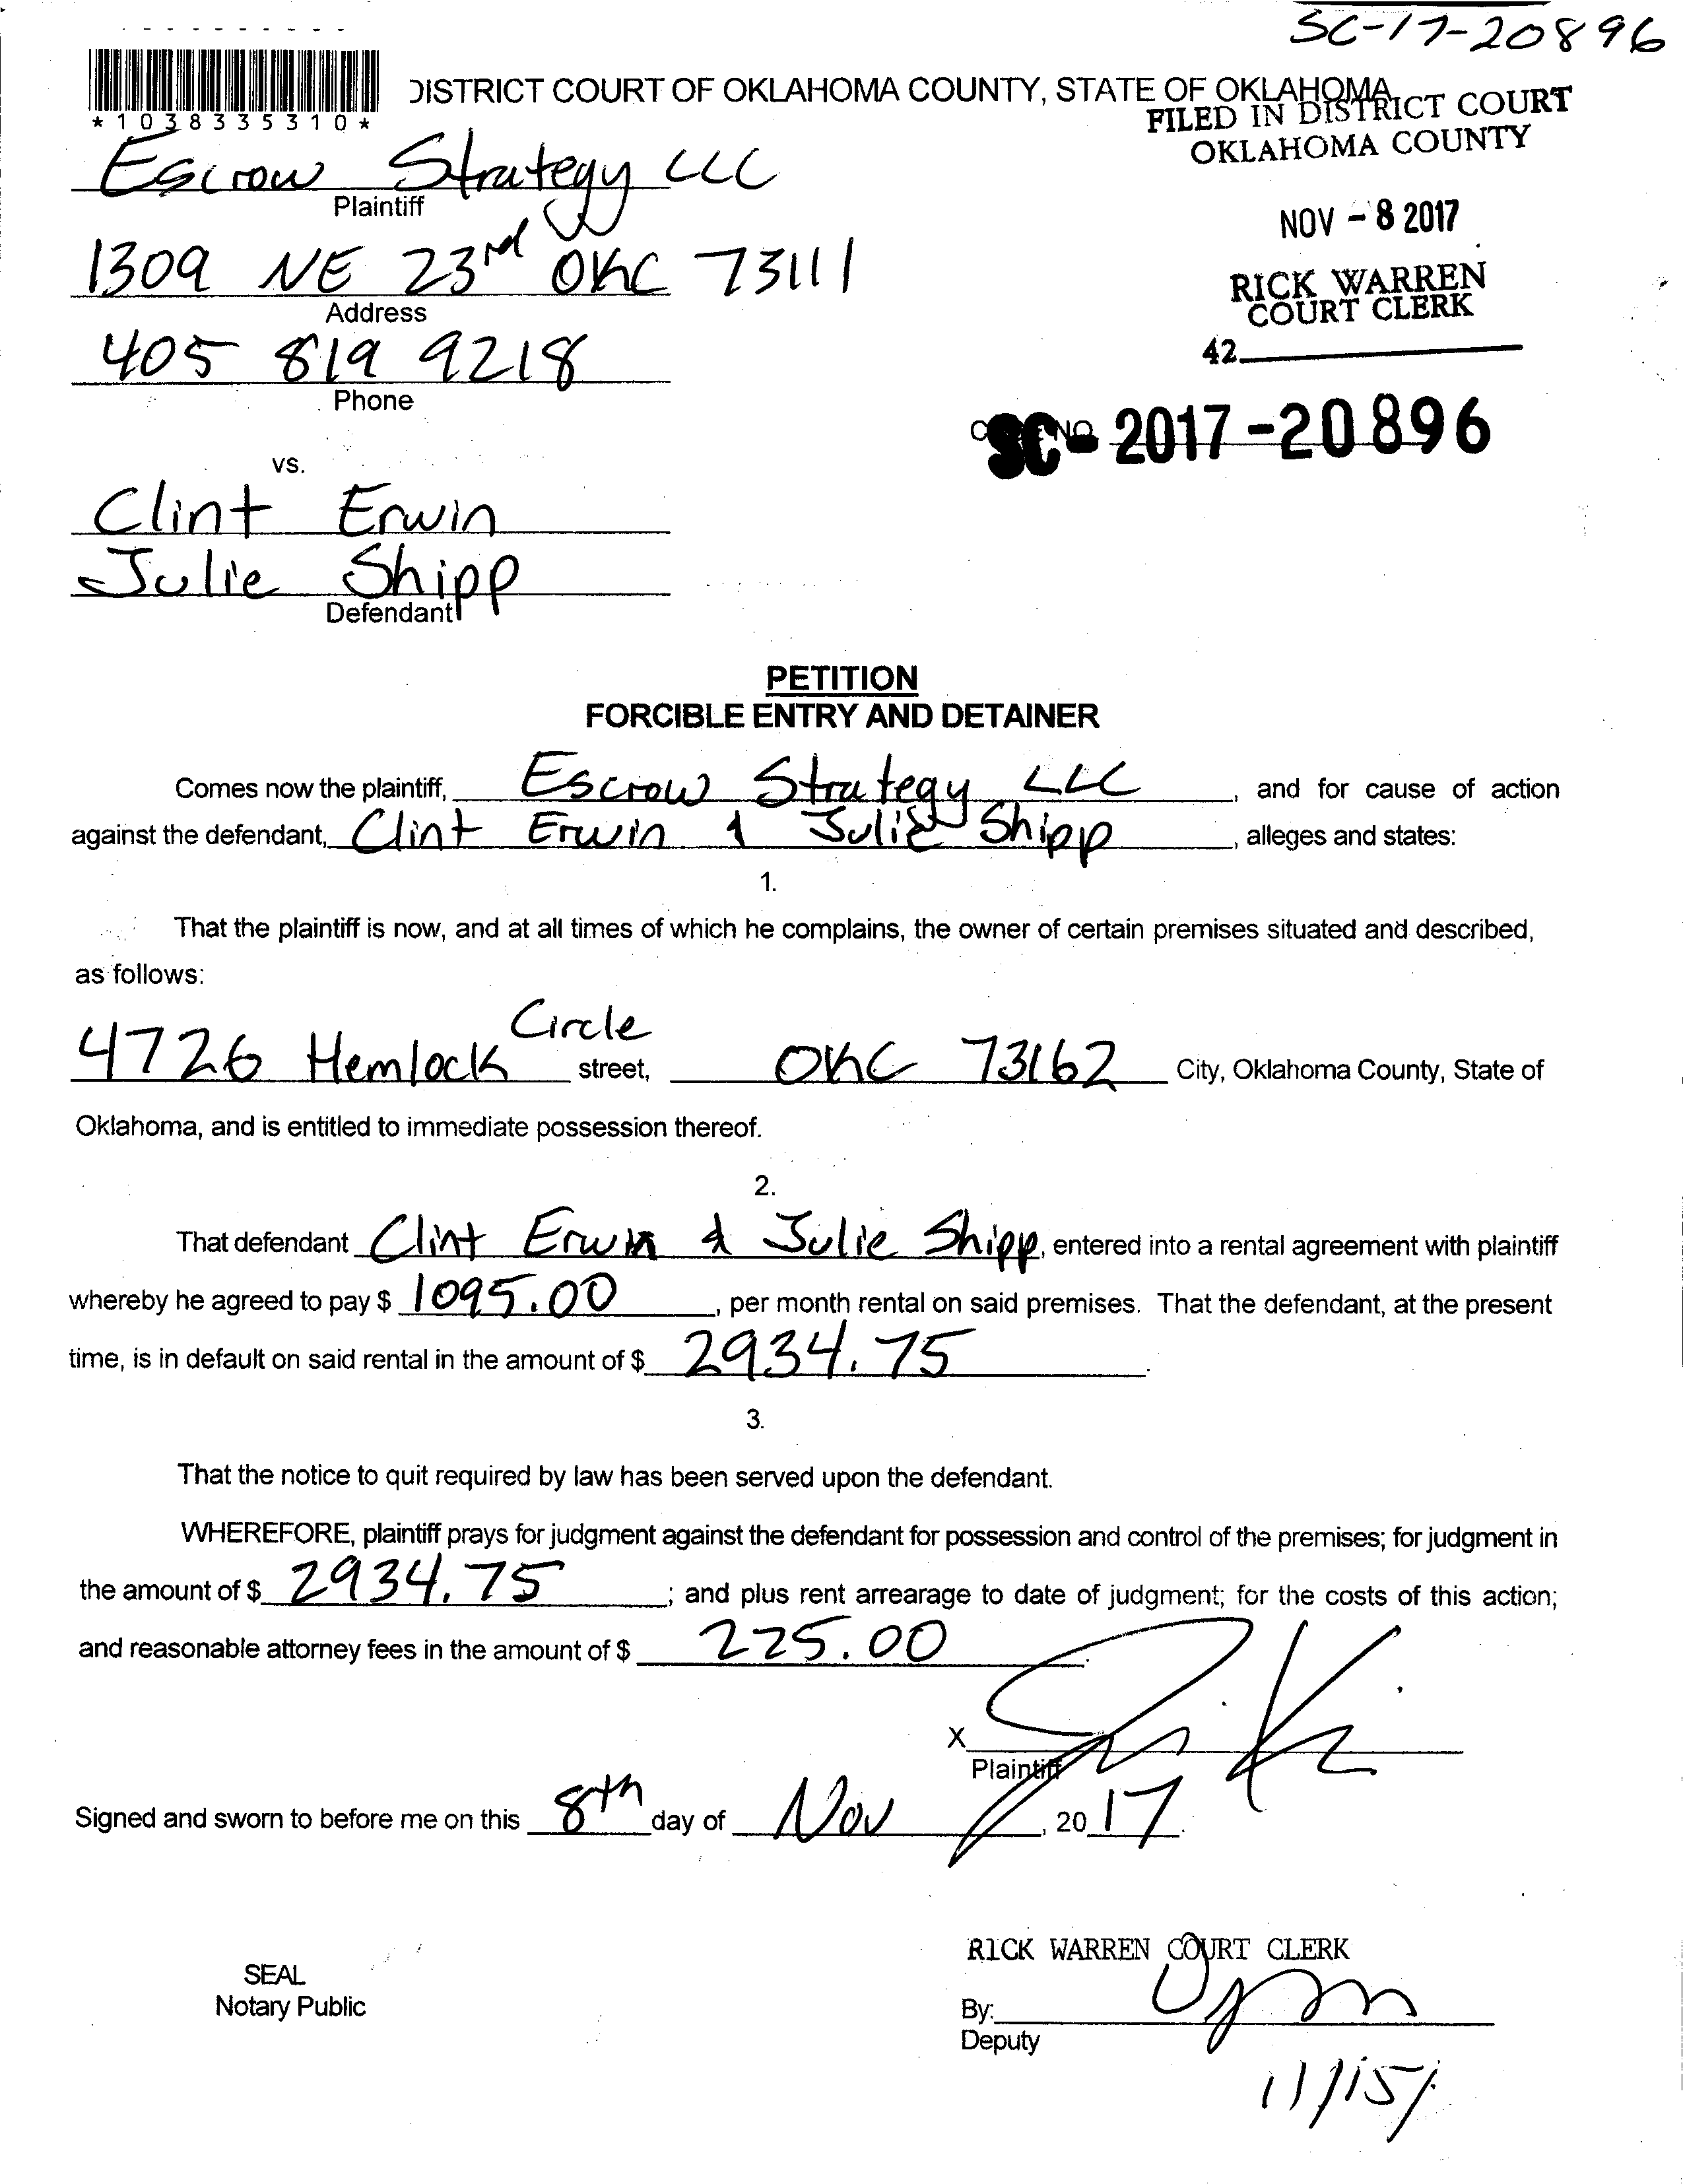 SC-17-20896
DISTRICT COURT OF OKLAHOMA COUNTY, STATE OF OKLAHOMA
*1038335310*
FILED IN DISTRICT COURT
OKLAHOMA COUNTY
Escrow Strategy LLC
Plaintiff
NOV - 8 2017
1309 NE 23rd OKC 73111
Address
RICK WARREN
COURT CLERK
405 819 9218
42
Phone
SC- 2017-20896
vs.
Clint Erwin
Julie Shipp
Defendant
PETITION
FORCIBLE ENTRY AND DETAINER
Comes now the plaintiff, Escrow Strategy LLC, and for cause of action
against the defendant, Clint Erwin & Julie Shipp, alleges and states:
1.
That the plaintiff is now, and at all times of which he complains, the owner of certain premises situated and described,
as follows:
4726 Hemlock Circle street, OKC 73162 City, Oklahoma County, State of
Oklahoma, and is entitled to immediate possession thereof.
2.
That defendant Clint Erwin & Julie Shipp, entered into a rental agreement with plaintiff
whereby he agreed to pay $ 1095.00, per month rental on said premises. That the defendant, at the present
time, is in default on said rental in the amount of $ 2934.75.
3.
That the notice to quit required by law has been served upon the defendant.
WHEREFORE, plaintiff prays for judgment against the defendant for possession and control of the premises; for judgment in
the amount of $ 2934.75; and plus rent arrearage to date of judgment; for the costs of this action;
and reasonable attorney fees in the amount of $ 225.00.
X
Plaintiff
Signed and sworn to before me on this 8th day of Nov, 2017.
RICK WARREN COURT CLERK
SEAL
Notary Public
By:
Deputy
11/15/